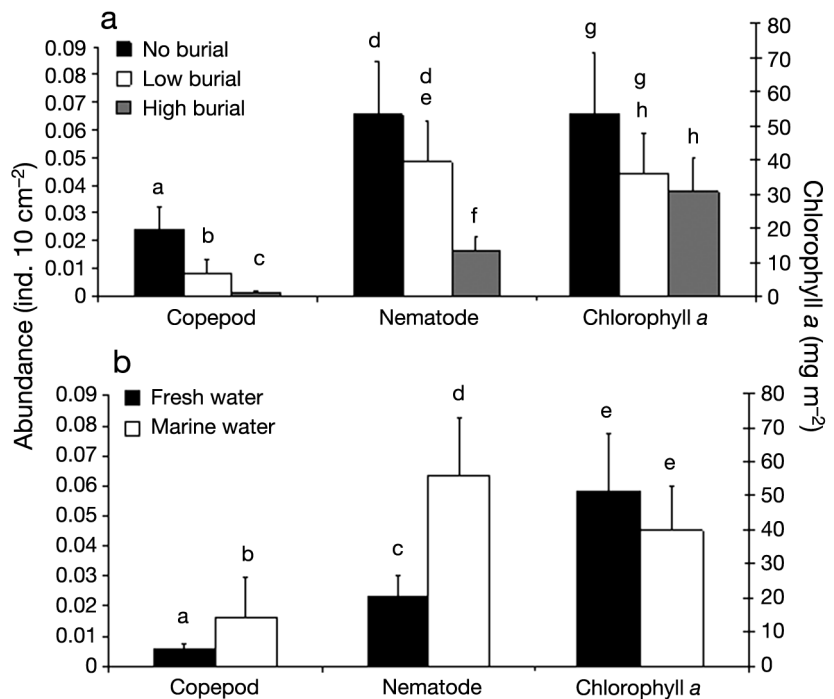 a
No burial
Low burial
High burial
0.09
0.08
0.07
0.06
0.05
0.04
0.03
0.02
0.01
0
80
70
60
50
40
30
20
10
0
a
b
c
d
d
e
f
g
g
h
h
Copepod
Nematode
Chlorophyll a
Abundance (ind. 10 cm–2)
Chlorophyll a (mg m–2)
b
Fresh water
Marine water
0.09
0.08
0.07
0.06
0.05
0.04
0.03
0.02
0.01
0
80
70
60
50
40
30
20
10
0
a
b
c
d
e
e
Copepod
Nematode
Chlorophyll a